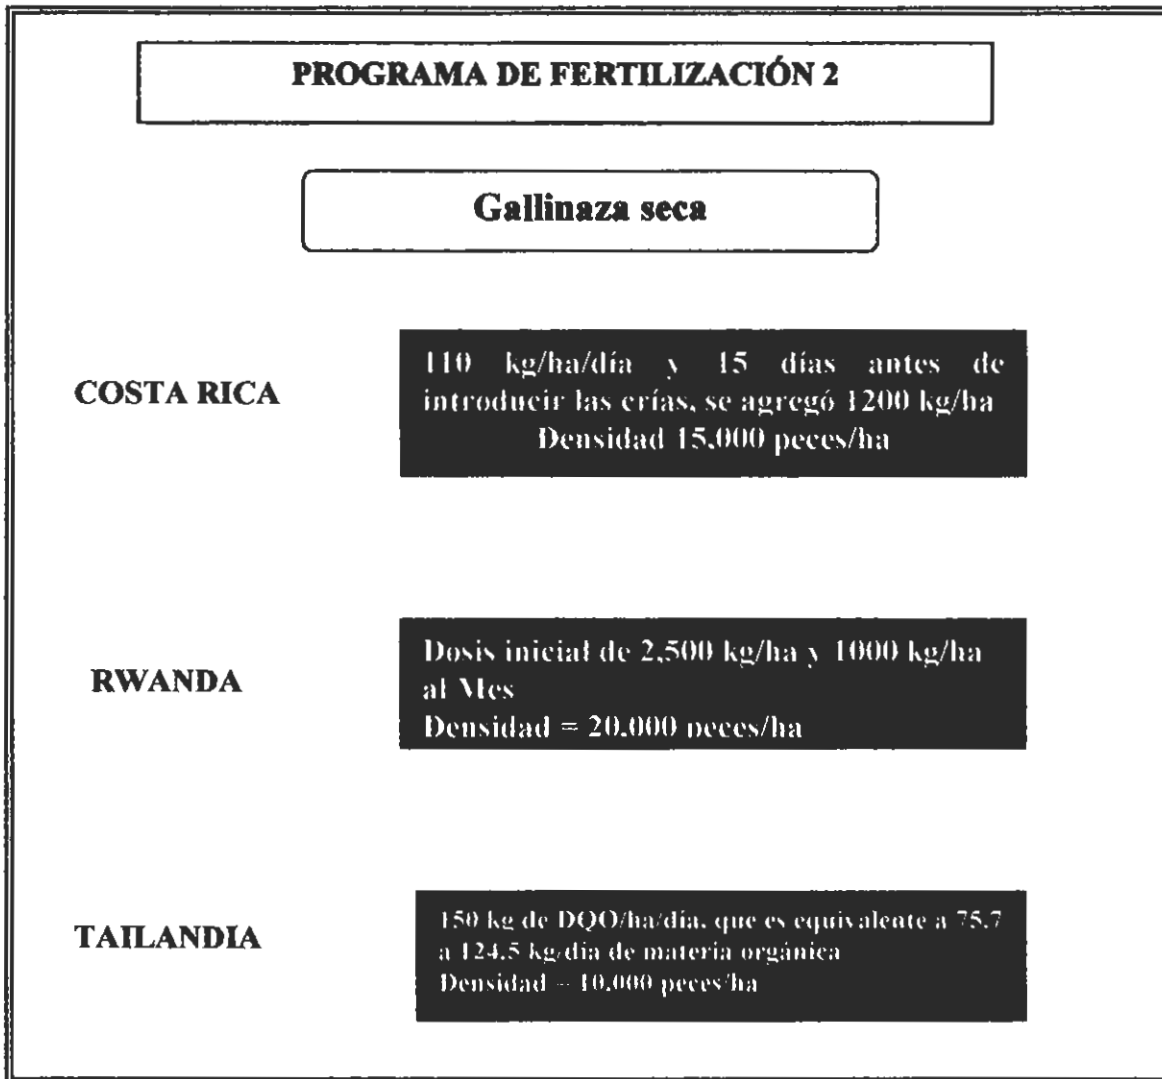 PROGRAMA DE FERTILIZACIÓN 2
Gallinaza seca
COSTA RICA
110 kg/ha/día y 15 días antes de
introducir las crías, se agregó 1200 kg/ha
Densidad 15,000 peces/ha
RWANDA
Dosis inicial de 2,500 kg/ha y 1000 kg/ha
al Mes
Densidad = 20,000 peces/ha
TAILANDIA
150 kg de DQO/ha/día, que es equivalente a 75.7
a 124.5 kg/día de materia orgánica
Densidad = 10,000 peces/ha